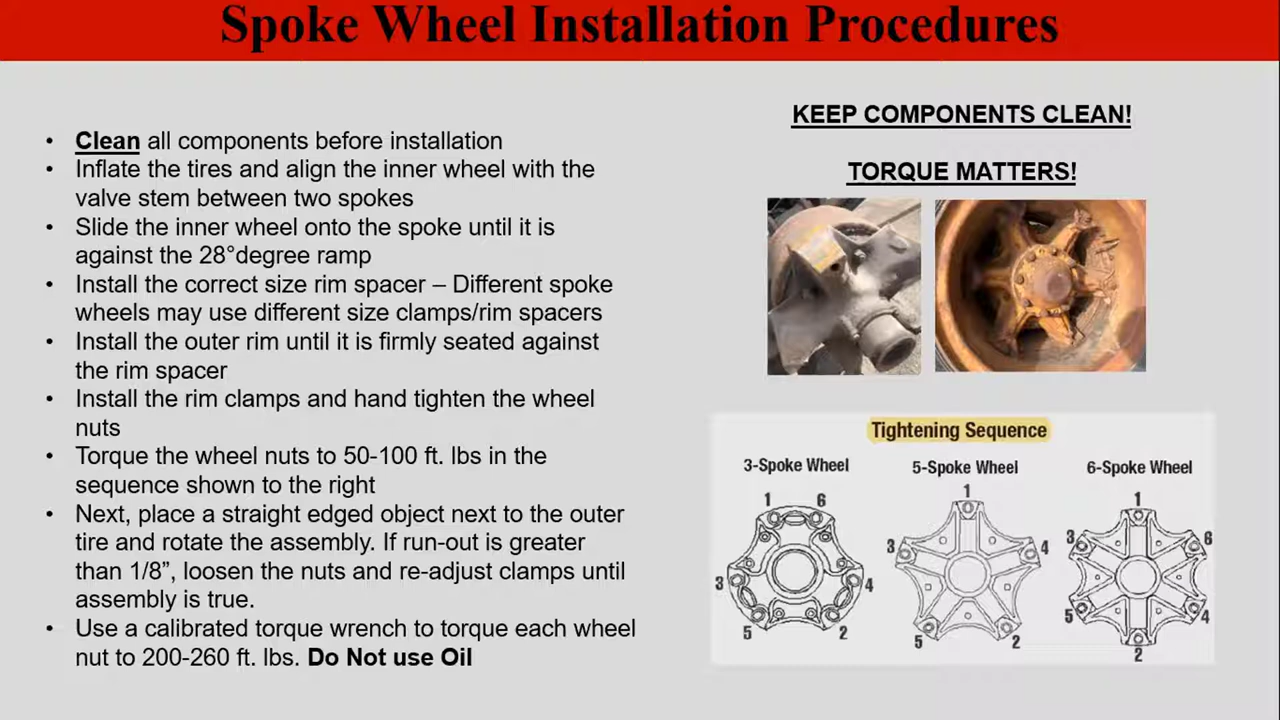 Spoke Wheel Installation Procedures
• Clean all components before installation
• Inflate the tires and align the inner wheel with the
valve stem between two spokes
• Slide the inner wheel onto the spoke until it is
against the 28°degree ramp
• Install the correct size rim spacer – Different spoke
wheels may use different size clamps/rim spacers
• Install the outer rim until it is firmly seated against
the rim spacer
• Install the rim clamps and hand tighten the wheel
nuts
• Torque the wheel nuts to 50-100 ft. lbs in the
sequence shown to the right
• Next, place a straight edged object next to the outer
tire and rotate the assembly. If run-out is greater
than 1/8”, loosen the nuts and re-adjust clamps until
assembly is true.
• Use a calibrated torque wrench to torque each wheel
nut to 200-260 ft. lbs. Do Not use Oil
KEEP COMPONENTS CLEAN!
TORQUE MATTERS!
Tightening Sequence
3-Spoke Wheel
1 6
3 4
5 2
5-Spoke Wheel
1
3 4
5 2
6-Spoke Wheel
1
3 6
5 4
2